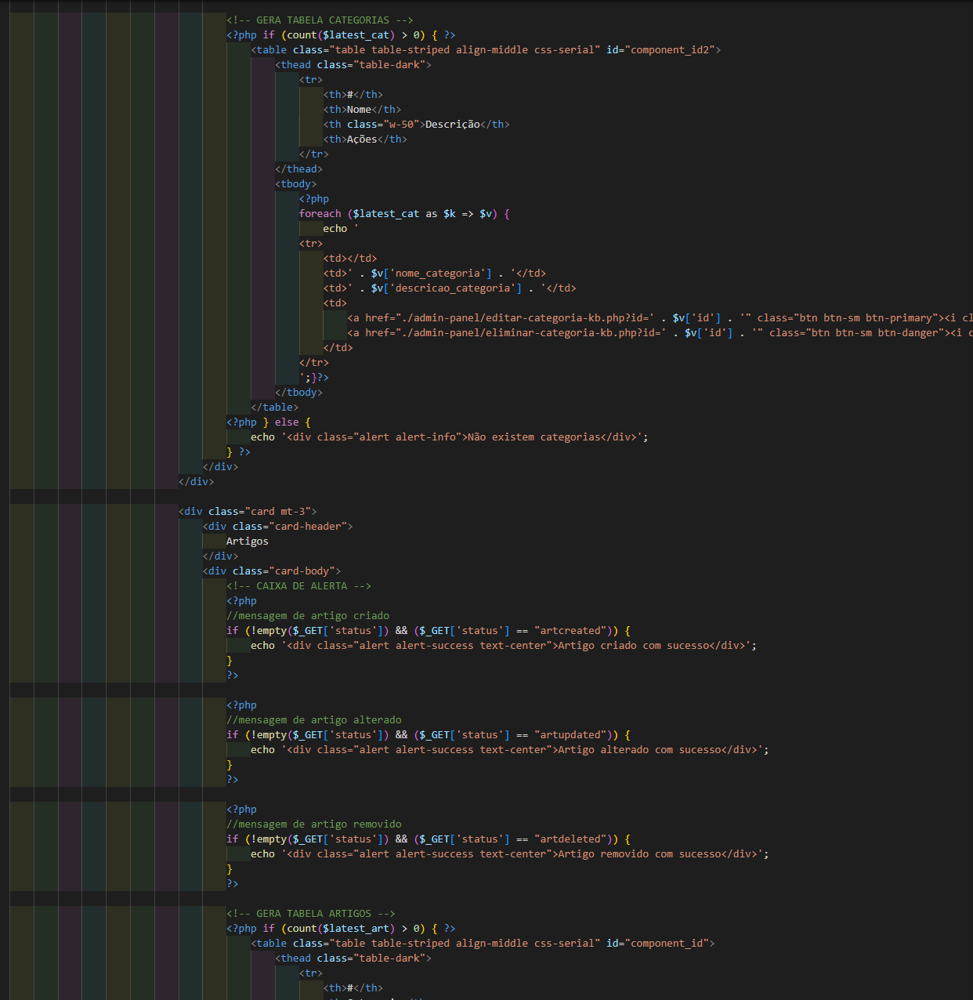 <!-- GERA TABELA CATEGORIAS -->
<?php if (count($latest_cat) > 0) { ?>
<table class="table table-striped align-middle css-serial" id="component_id2">
<thead class="table-dark">
<tr>
<th>#</th>
<th>Nome</th>
<th class="w-50">Descrição</th>
<th>Ações</th>
</tr>
</thead>
<tbody>
<?php
foreach ($latest_cat as $k => $v) {
echo '
<tr>
<td></td>
<td>' . $v['nome_categoria'] . '</td>
<td>' . $v['descricao_categoria'] . '</td>
<td>
<a href="./admin-panel/editar-categoria-kb.php?id=' . $v['id'] . '" class="btn btn-sm btn-primary"><i cl
<a href="./admin-panel/eliminar-categoria-kb.php?id=' . $v['id'] . '" class="btn btn-sm btn-danger"><i c
</td>
</tr>
';}?>
</tbody>
</table>
<?php } else {
echo '<div class="alert alert-info">Não existem categorias</div>';
} ?>
</div>
</div>
<div class="card mt-3">
<div class="card-header">
Artigos
</div>
<div class="card-body">
<!-- CAIXA DE ALERTA -->
<?php
//mensagem de artigo criado
if (!empty($_GET['status']) && ($_GET['status'] == "artcreated")) {
echo '<div class="alert alert-success text-center">Artigo criado com sucesso</div>';
}
?>
<?php
//mensagem de artigo alterado
if (!empty($_GET['status']) && ($_GET['status'] == "artupdated")) {
echo '<div class="alert alert-success text-center">Artigo alterado com sucesso</div>';
}
?>
<?php
//mensagem de artigo removido
if (!empty($_GET['status']) && ($_GET['status'] == "artdeleted")) {
echo '<div class="alert alert-success text-center">Artigo removido com sucesso</div>';
}
?>
<!-- GERA TABELA ARTIGOS -->
<?php if (count($latest_art) > 0) { ?>
<table class="table table-striped align-middle css-serial" id="component_id">
<thead class="table-dark">
<tr>
<th>#</th>